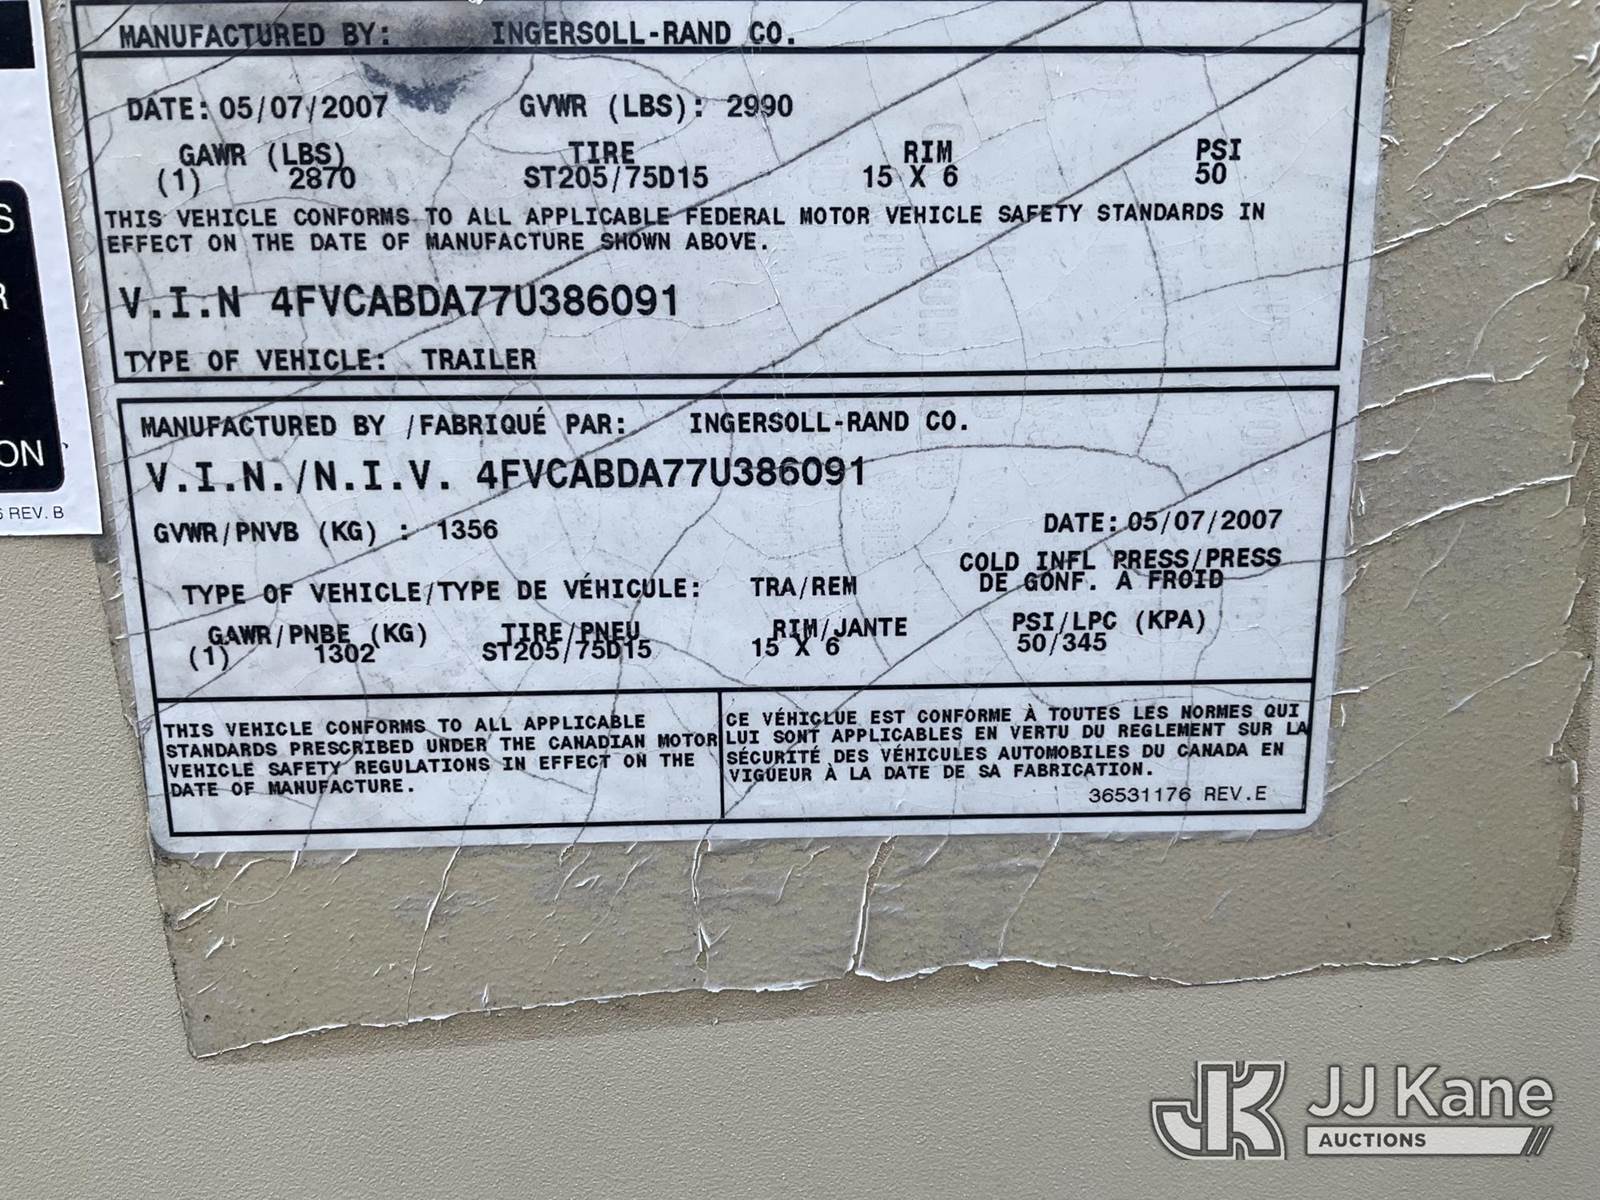 MANUFACTURED BY: INGERSOLL-RAND CO.
DATE: 05/07/2007 GVWR (LBS): 2990
GAWR (LBS) TIRE RIM PSI
(1) 2870 ST205/75D15 15 X 6 50
THIS VEHICLE CONFORMS TO ALL APPLICABLE FEDERAL MOTOR VEHICLE SAFETY STANDARDS IN
EFFECT ON THE DATE OF MANUFACTURE SHOWN ABOVE.
V.I.N 4FVCABDA77U386091
TYPE OF VEHICLE: TRAILER
MANUFACTURED BY /FABRIQUÉ PAR: INGERSOLL-RAND CO.
V.I.N./N.I.V. 4FVCABDA77U386091
GVWR/PNVB (KG) : 1356 DATE: 05/07/2007
COLD INFL PRESS/PRESS
DE GONF. A FROID
TYPE OF VEHICLE/TYPE DE VÉHICULE: TRA/REM
GAWR/PNBE (KG) TIRE/PNEU RIM/JANTE PSI/LPC (KPA)
(1) 1302 ST205/75D15 15 X 6 50/345
THIS VEHICLE CONFORMS TO ALL APPLICABLE
STANDARDS PRESCRIBED UNDER THE CANADIAN MOTOR
VEHICLE SAFETY REGULATIONS IN EFFECT ON THE
DATE OF MANUFACTURE.
CE VÉHICLUE EST CONFORME À TOUTES LES NORMES QUI
LUI SONT APPLICABLES EN VERTU DU REGLEMENT SUR LA
SÉCURITÉ DES VÉHICULES AUTOMOBILES DU CANADA EN
VIGUEUR À LA DATE DE SA FABRICATION.
36531176 REV.E
S
R
ON
6 REV. B
JK JJ Kane
AUCTIONS